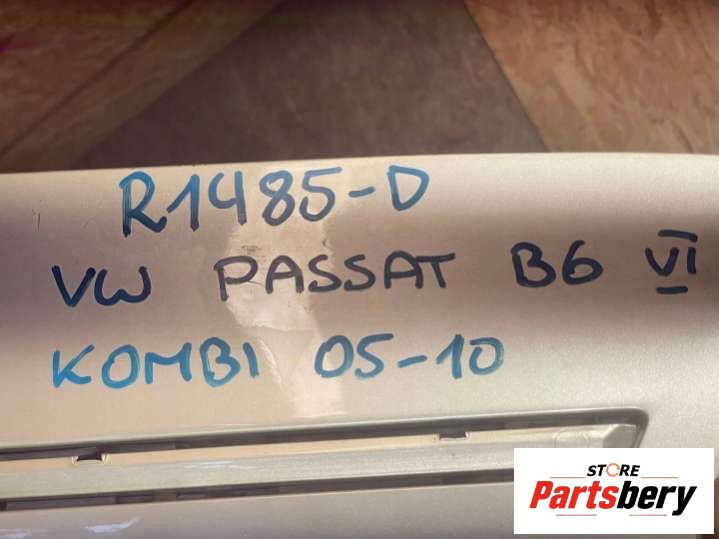 R1485-D
VW PASSAT B6 VI
KOMBI 05-10
STORE
Partsbery